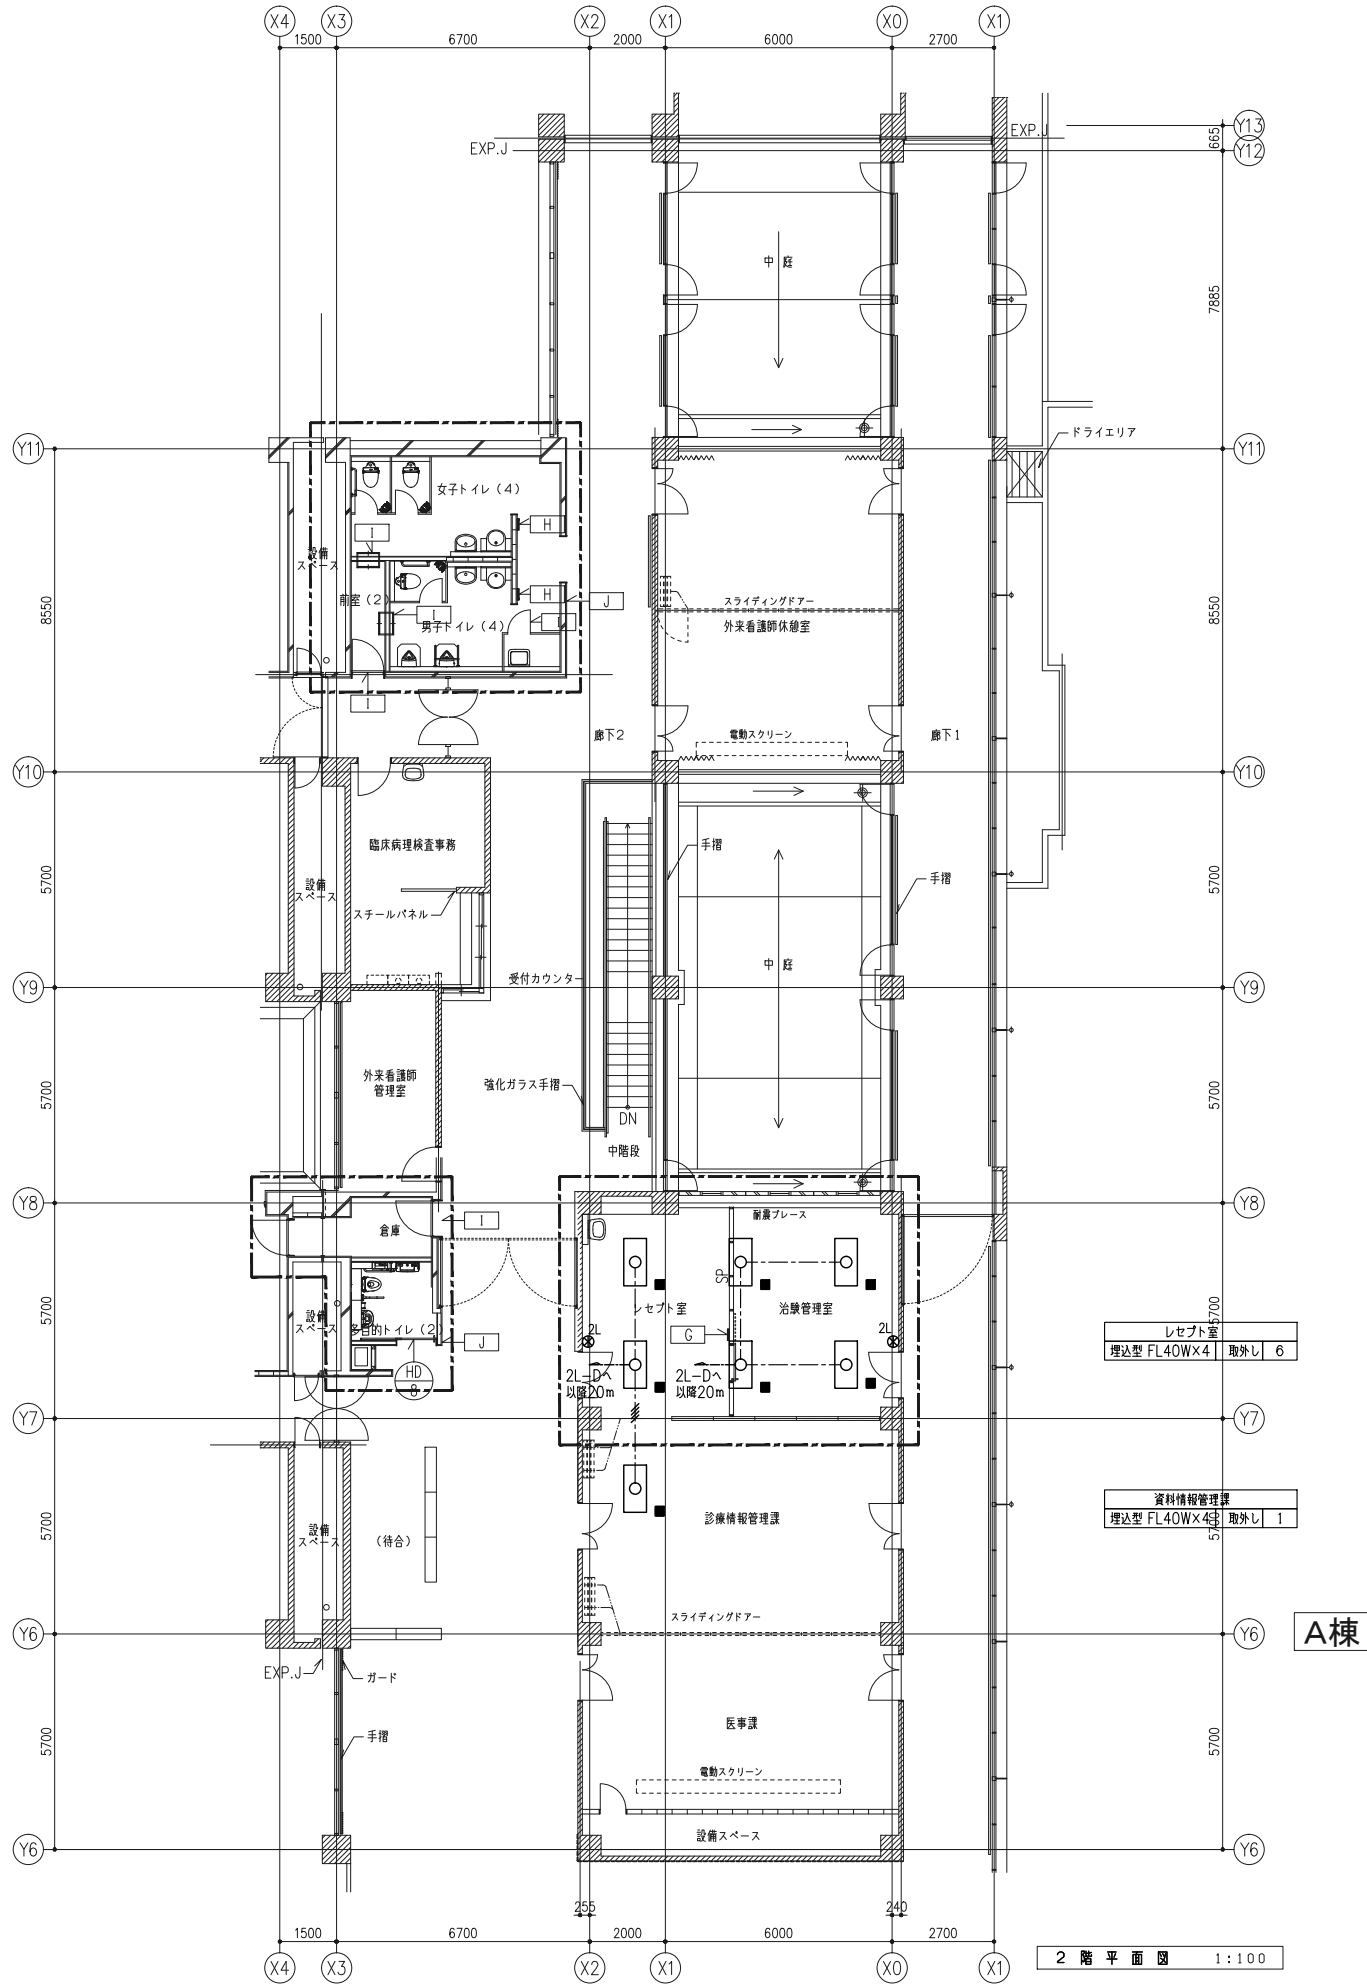 X4 X3 X2 X1 X0 X1
1500 6700 2000 6000 2700
EXP.J
EXP.J
Y13
665
Y12
中 庭
7885
Y11
Y11
ドライエリア
女子トイレ（4）
H
I
設備
スペース
前室（2）
I
H
J
男子トイレ（4）
I
I
8550
8550
スライディングドアー
外来看護師休憩室
廊下2
電動スクリーン
廊下1
Y10
Y10
臨床病理検査事務
手摺
手摺
設備
スペース
スチールパネル
5700
5700
受付カウンター
中 庭
Y9
Y9
外来看護師
管理室
強化ガラス手摺
5700
5700
DN
中階段
Y8
Y8
I
倉庫
耐震ブレース
SP
レセプト室
治験管理室
設備
スペース
多目的トイレ（2）
J
G
2L
2L
HD
8
2L-Dへ
以降20m
2L-Dへ
以降20m
5700
5700
レセプト室
埋込型 FL40W×4 取外し 6
Y7
Y7
資料情報管理課
埋込型 FL40W×4 取外し 1
設備
スペース
（待合）
診療情報管理課
5700
5700
スライディングドアー
Y6
Y6
A棟
EXP.J
ガード
手摺
医事課
5700
5700
電動スクリーン
設備スペース
Y6
Y6
255
240
1500 6700 2000 6000 2700
X4 X3 X2 X1 X0 X1
2 階 平 面 図 1:100